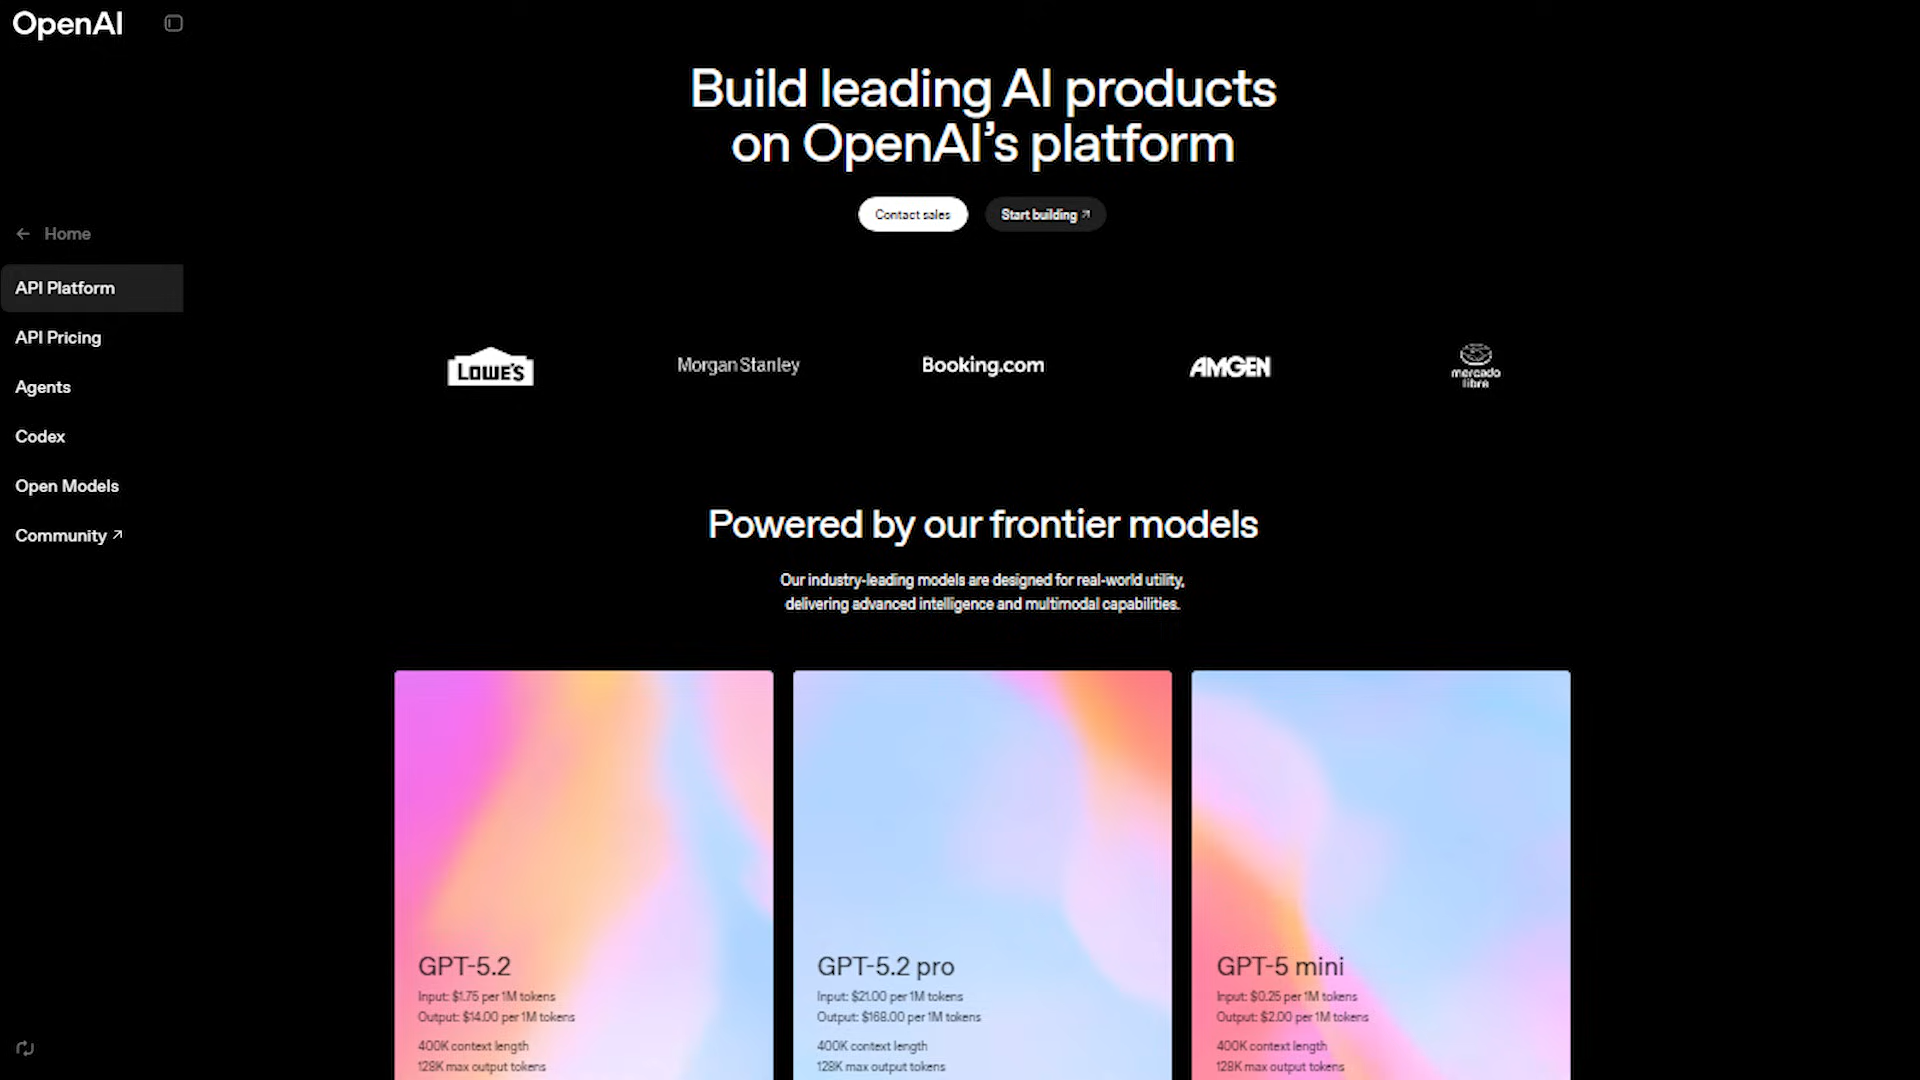 OpenAI
Build leading AI products
on OpenAI’s platform
Contact sales
Start building ↗
← Home
API Platform
API Pricing
Agents
Codex
Open Models
Community ↗
LOWE'S
Morgan Stanley
Booking.com
AMGEN
mercado
libre
Powered by our frontier models
Our industry-leading models are designed for real-world utility,
delivering advanced intelligence and multimodal capabilities.
GPT-5.2
Input: $1.75 per 1M tokens
Output: $14.00 per 1M tokens
400K context length
128K max output tokens
GPT-5.2 pro
Input: $21.00 per 1M tokens
Output: $168.00 per 1M tokens
400K context length
128K max output tokens
GPT-5 mini
Input: $0.25 per 1M tokens
Output: $2.00 per 1M tokens
400K context length
128K max output tokens